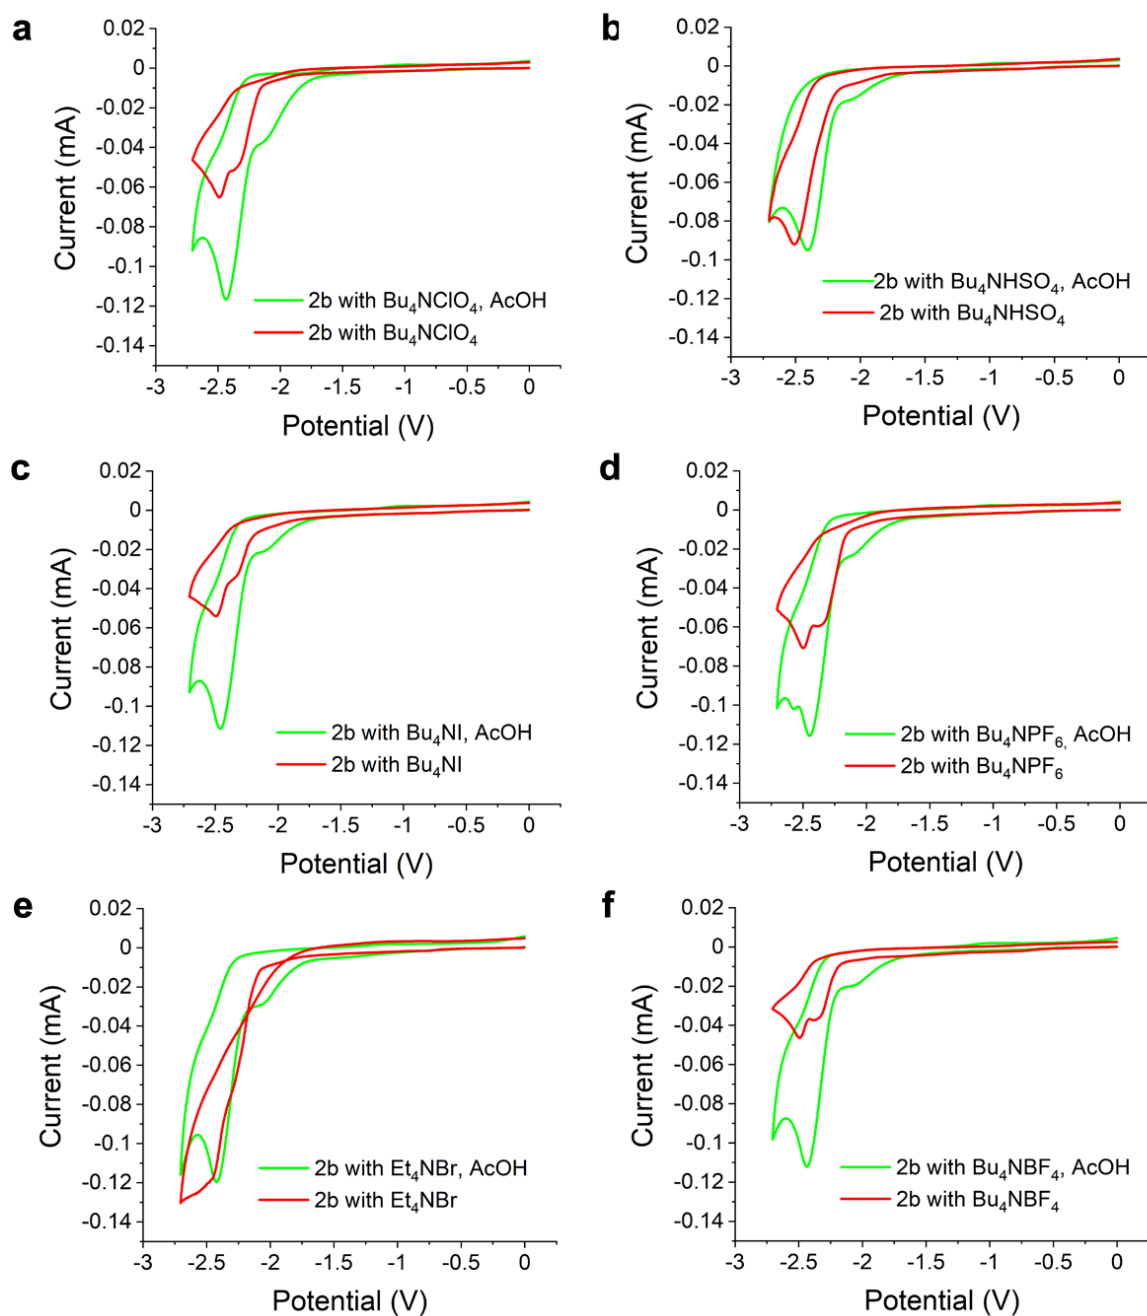 a
0.02
0
-0.02
-0.04
-0.06
-0.08
-0.1
-0.12
-0.14
Current (mA)
2b with Bu₄NClO₄, AcOH
2b with Bu₄NClO₄
-3 -2.5 -2 -1.5 -1 -0.5 0
Potential (V)
b
0.02
0
-0.02
-0.04
-0.06
-0.08
-0.1
-0.12
-0.14
Current (mA)
2b with Bu₄NHSO₄, AcOH
2b with Bu₄NHSO₄
-3 -2.5 -2 -1.5 -1 -0.5 0
Potential (V)
c
0.02
0
-0.02
-0.04
-0.06
-0.08
-0.1
-0.12
-0.14
Current (mA)
2b with Bu₄NI, AcOH
2b with Bu₄NI
-3 -2.5 -2 -1.5 -1 -0.5 0
Potential (V)
d
0.02
0
-0.02
-0.04
-0.06
-0.08
-0.1
-0.12
-0.14
Current (mA)
2b with Bu₄NPF₆, AcOH
2b with Bu₄NPF₆
-3 -2.5 -2 -1.5 -1 -0.5 0
Potential (V)
e
0.02
0
-0.02
-0.04
-0.06
-0.08
-0.1
-0.12
-0.14
Current (mA)
2b with Et₄NBr, AcOH
2b with Et₄NBr
-3 -2.5 -2 -1.5 -1 -0.5 0
Potential (V)
f
0.02
0
-0.02
-0.04
-0.06
-0.08
-0.1
-0.12
-0.14
Current (mA)
2b with Bu₄NBF₄, AcOH
2b with Bu₄NBF₄
-3 -2.5 -2 -1.5 -1 -0.5 0
Potential (V)